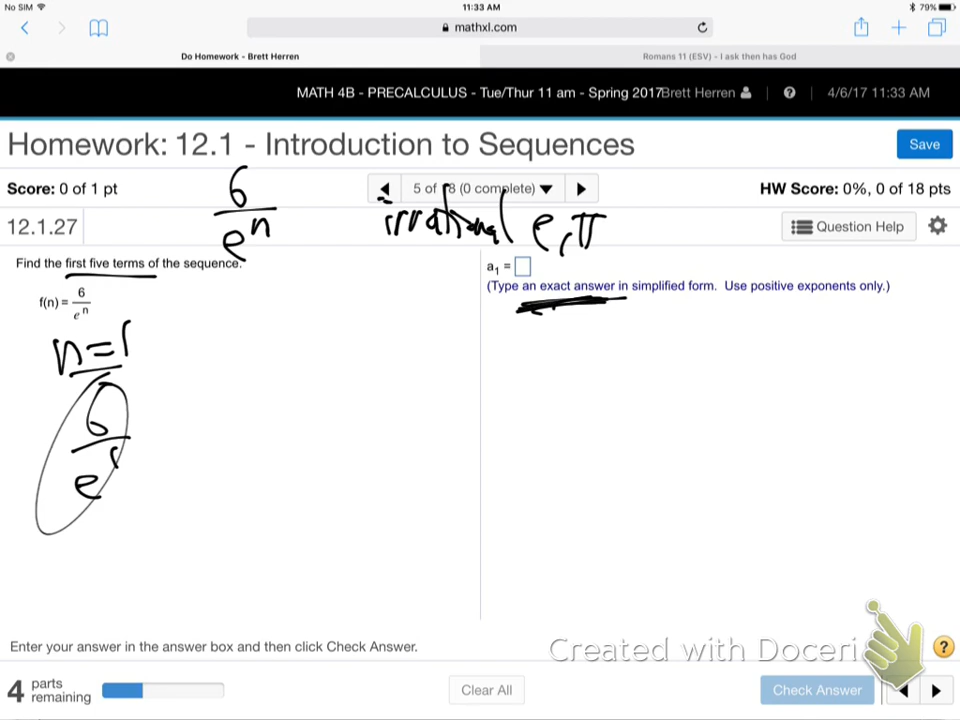 No SIM 11:33 AM 79%
mathxl.com
Do Homework - Brett Herren Romans 11 (ESV) - I ask then has God
MATH 4B - PRECALCULUS - Tue/Thur 11 am - Spring 2017 Brett Herren ? 4/6/17 11:33 AM
Homework: 12.1 - Introduction to Sequences Save
Score: 0 of 1 pt 5 of 18 (0 complete) HW Score: 0%, 0 of 18 pts
6
e^n
irrational e, π
12.1.27 Question Help
Find the first five terms of the sequence.
f(n) = 6/e^n
n=1
6
e^1
a₁ =
(Type an exact answer in simplified form. Use positive exponents only.)
Enter your answer in the answer box and then click Check Answer.
Created with Doceri
?
4 parts remaining Clear All Check Answer